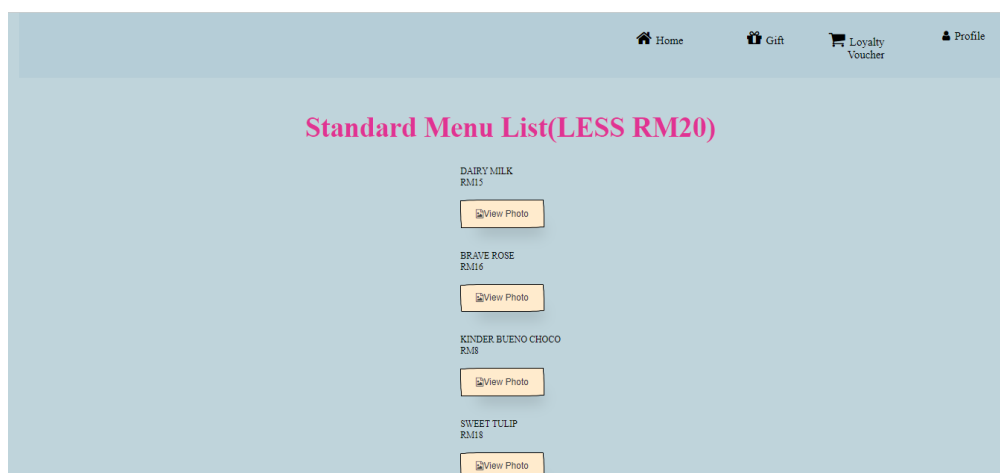 Home
Gift
Loyalty
Voucher
Profile
Standard Menu List(LESS RM20)
DAIRY MILK
RM15
View Photo
BRAVE ROSE
RM16
View Photo
KINDER BUENO CHOCO
RM8
View Photo
SWEET TULIP
RM18
View Photo